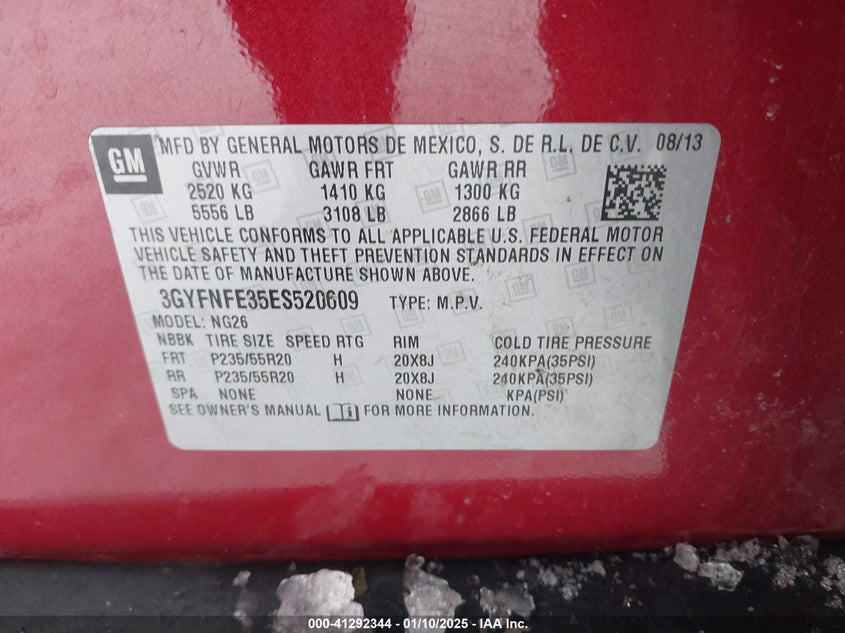 GM
MFD BY GENERAL MOTORS DE MEXICO, S. DE R.L. DE C.V. 08/13
GVWR GAWR FRT GAWR RR
2520 KG 1410 KG 1300 KG
5556 LB 3108 LB 2866 LB
THIS VEHICLE CONFORMS TO ALL APPLICABLE U.S. FEDERAL MOTOR
VEHICLE SAFETY AND THEFT PREVENTION STANDARDS IN EFFECT ON
THE DATE OF MANUFACTURE SHOWN ABOVE.
3GYFNFE35ES520609 TYPE: M.P.V.
MODEL: NG26
NBBK TIRE SIZE SPEED RTG RIM COLD TIRE PRESSURE
FRT P235/55R20 H 20X8J 240KPA(35PSI)
RR P235/55R20 H 20X8J 240KPA(35PSI)
SPA NONE NONE KPA(PSI)
SEE OWNER'S MANUAL FOR MORE INFORMATION.
000-41292344 - 01/10/2025 - IAA